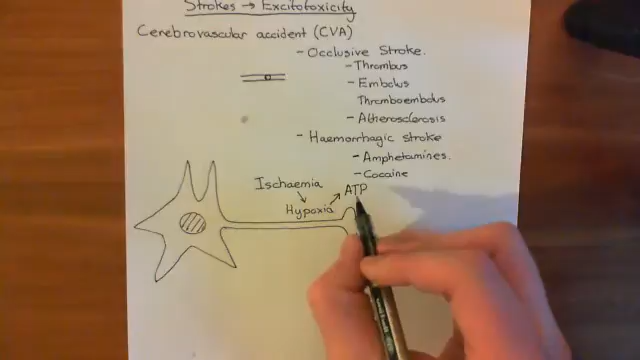 Strokes → Excitotoxicity
Cerebrovascular accident (CVA)
- Occlusive Stroke.
- Thrombus
- Embolus
Thromboembolus
- Atherosclerosis
- Haemorrhagic stroke
- Amphetamines.
- Cocaine
Ischaemia
ATP
Hypoxia